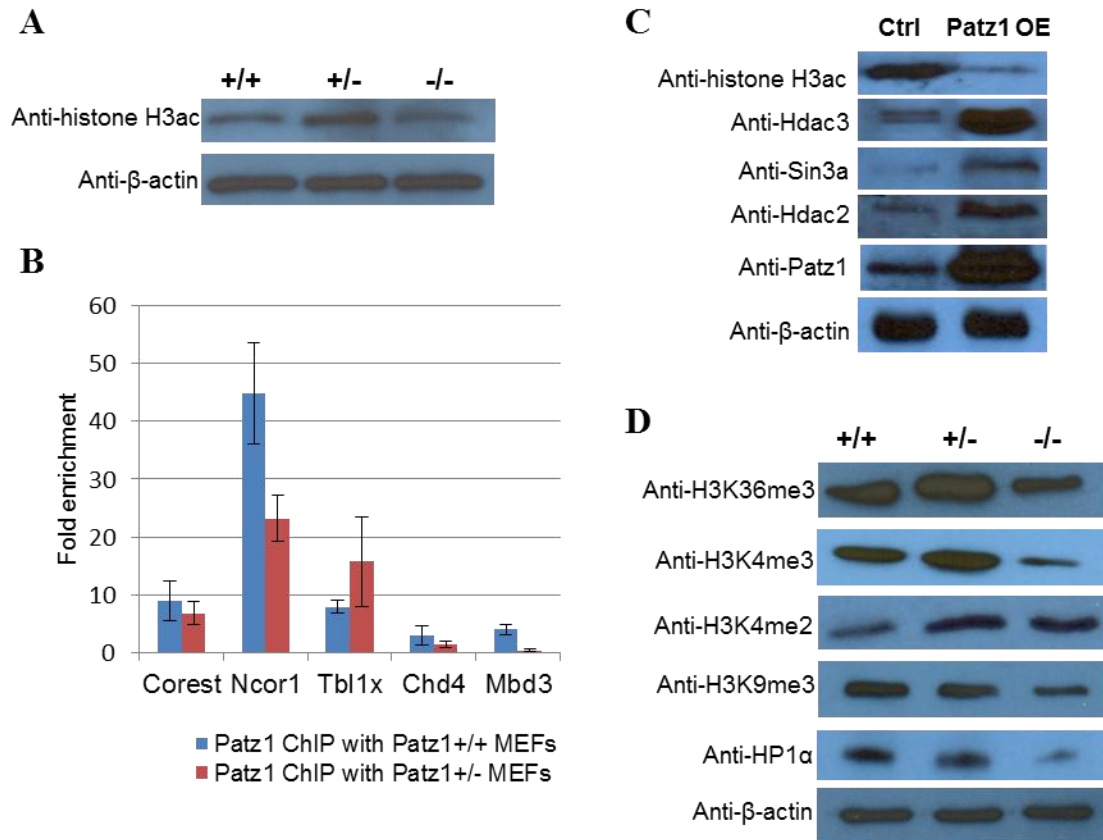 A
+/+ +/- -/-
Anti-histone H3ac
Anti-β-actin
B
60
50
40
30
20
10
0
Fold enrichment
Corest Ncor1 Tbl1x Chd4 Mbd3
Patz1 ChIP with Patz1+/+ MEFs
Patz1 ChIP with Patz1+/- MEFs
C
Ctrl Patz1 OE
Anti-histone H3ac
Anti-Hdac3
Anti-Sin3a
Anti-Hdac2
Anti-Patz1
Anti-β-actin
D
+/+ +/- -/-
Anti-H3K36me3
Anti-H3K4me3
Anti-H3K4me2
Anti-H3K9me3
Anti-HP1α
Anti-β-actin